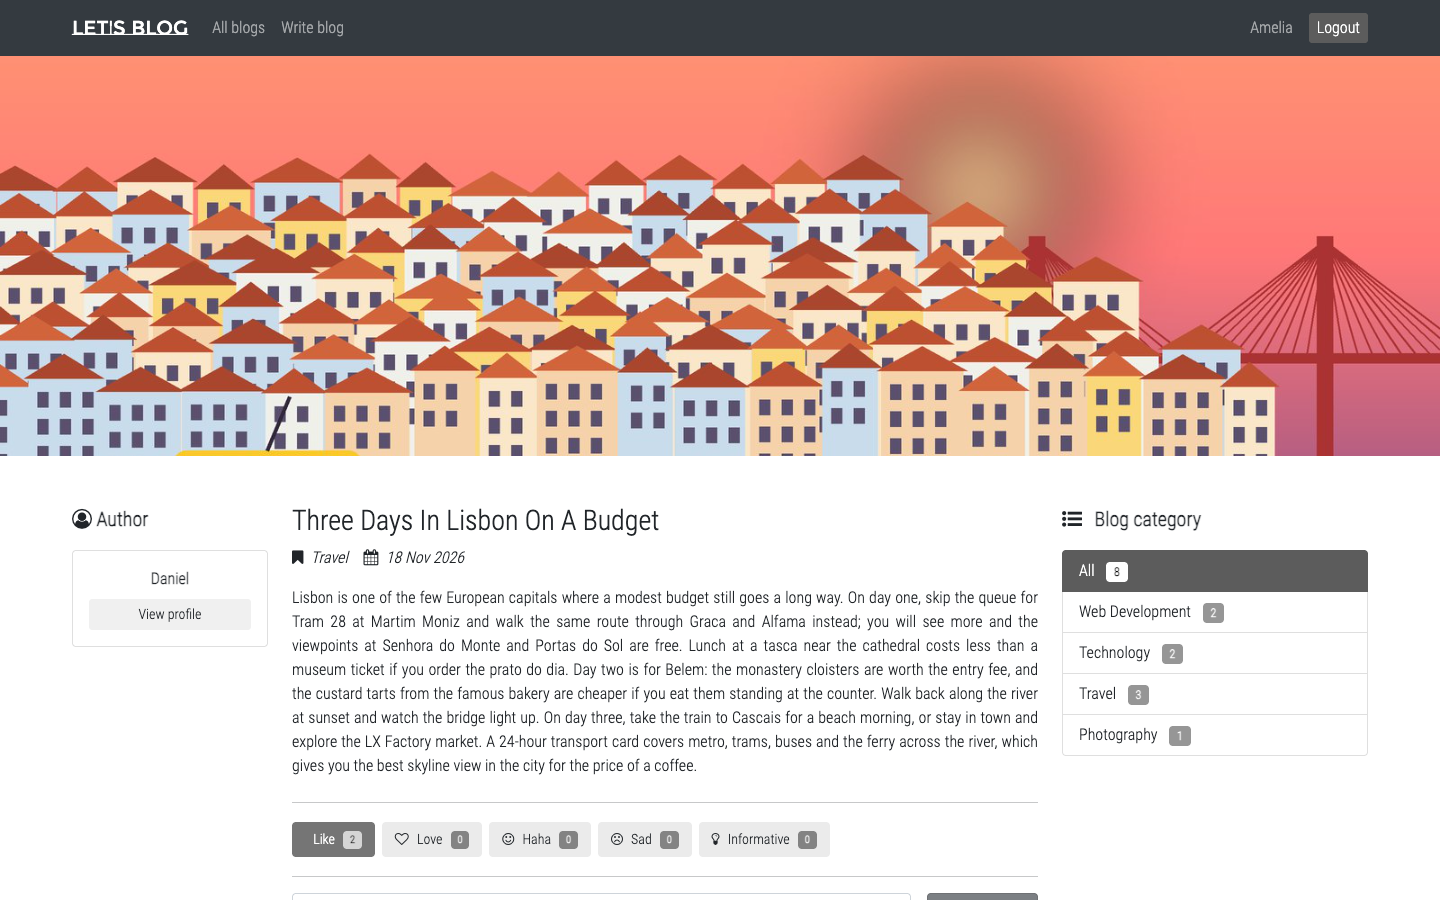 LET'S BLOG All blogs Write blog Amelia Logout
Author
Daniel
View profile
Three Days In Lisbon On A Budget
Travel 18 Nov 2026
Lisbon is one of the few European capitals where a modest budget still goes a long way. On day one, skip the queue for
Tram 28 at Martim Moniz and walk the same route through Graca and Alfama instead; you will see more and the
viewpoints at Senhora do Monte and Portas do Sol are free. Lunch at a tasca near the cathedral costs less than a
museum ticket if you order the prato do dia. Day two is for Belem: the monastery cloisters are worth the entry fee, and
the custard tarts from the famous bakery are cheaper if you eat them standing at the counter. Walk back along the river
at sunset and watch the bridge light up. On day three, take the train to Cascais for a beach morning, or stay in town and
explore the LX Factory market. A 24-hour transport card covers metro, trams, buses and the ferry across the river, which
gives you the best skyline view in the city for the price of a coffee.
Like 2 Love 0 Haha 0 Sad 0 Informative 0
Blog category
All 8
Web Development 2
Technology 2
Travel 3
Photography 1